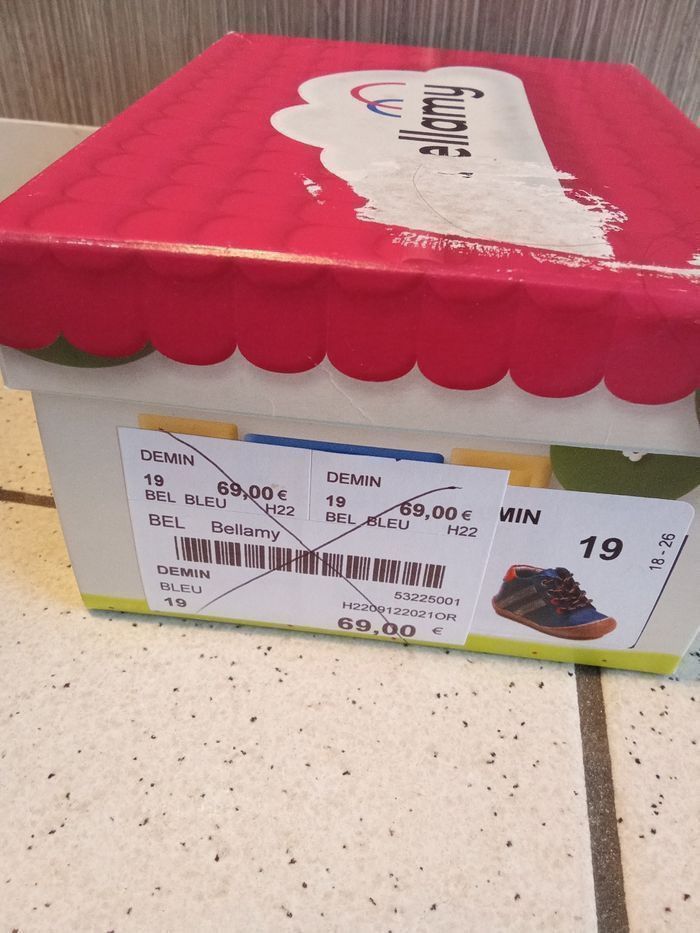 ellamy
DEMIN
19 69,00 €
BEL BLEU H22
DEMIN
19 69,00 €
BEL BLEU H22
BEL Bellamy
53225001
DEMIN
BLEU
H2209122021OR
19
69,00 €
MIN
19
18 - 26